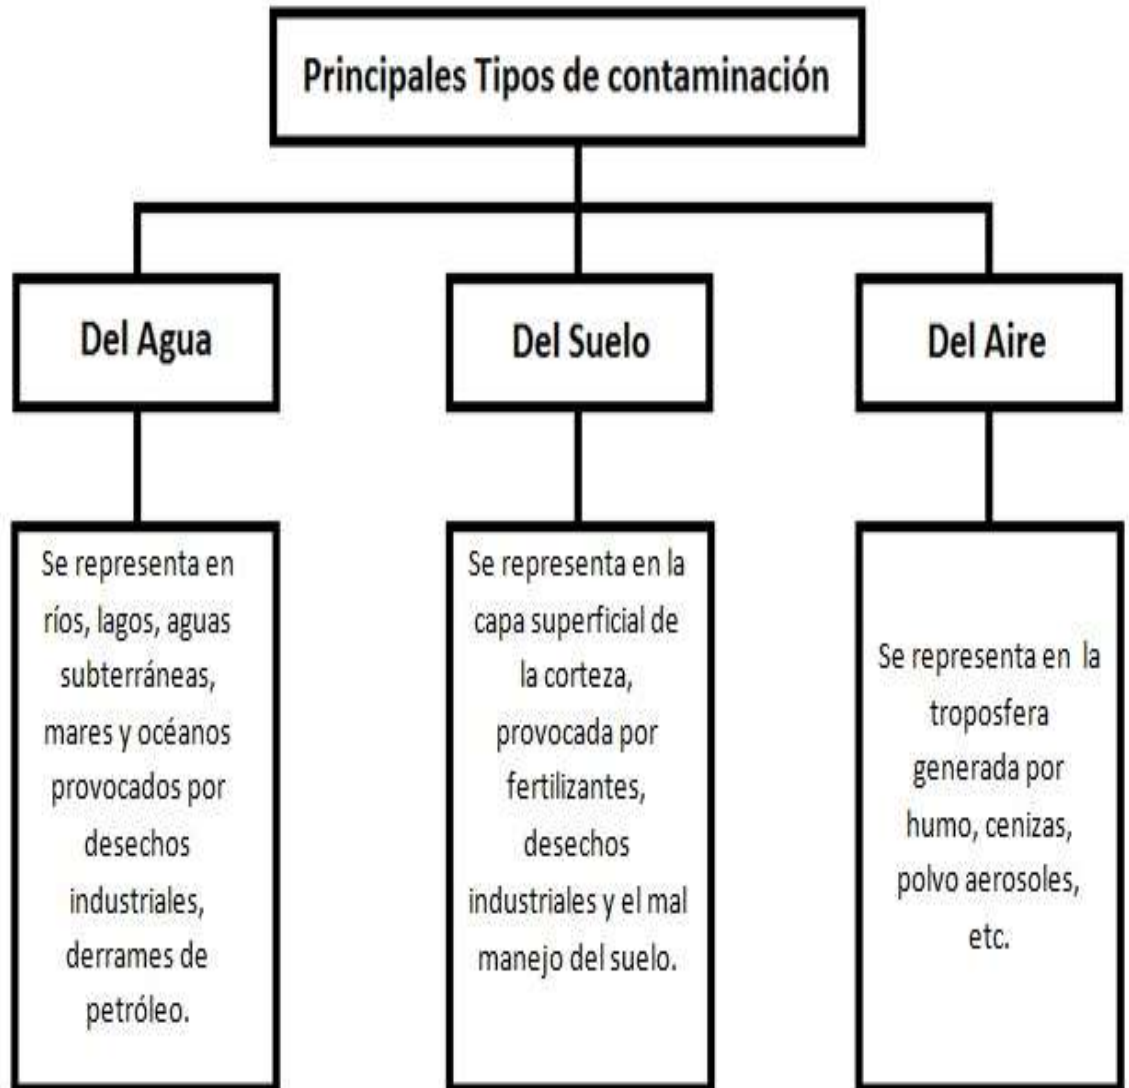 Principales Tipos de contaminación
Del Agua
Se representa en
ríos, lagos, aguas
subterráneas,
mares y océanos
provocados por
desechos
industriales,
derrames de
petróleo.
Del Suelo
Se representa en la
capa superficial de
la corteza,
provocada por
fertilizantes,
desechos
industriales y el mal
manejo del suelo.
Del Aire
Se representa en la
troposfera
generada por
humo, cenizas,
polvo aerosoles,
etc.